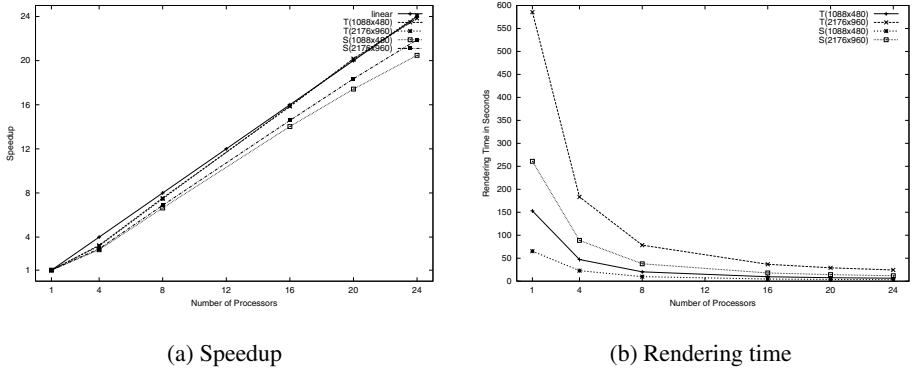 24
20
16
12
8
4
1
Speedup
1 4 8 12 16 20 24
Number of Processors
linear
T(1088x480)
T(2176x960)
S(1088x480)
S(2176x960)
(a) Speedup
600
550
500
450
400
350
300
250
200
150
100
50
0
Rendering Time in Seconds
1 4 8 12 16 20 24
Number of Processors
T(1088x480)
T(2176x960)
S(1088x480)
S(2176x960)
(b) Rendering time